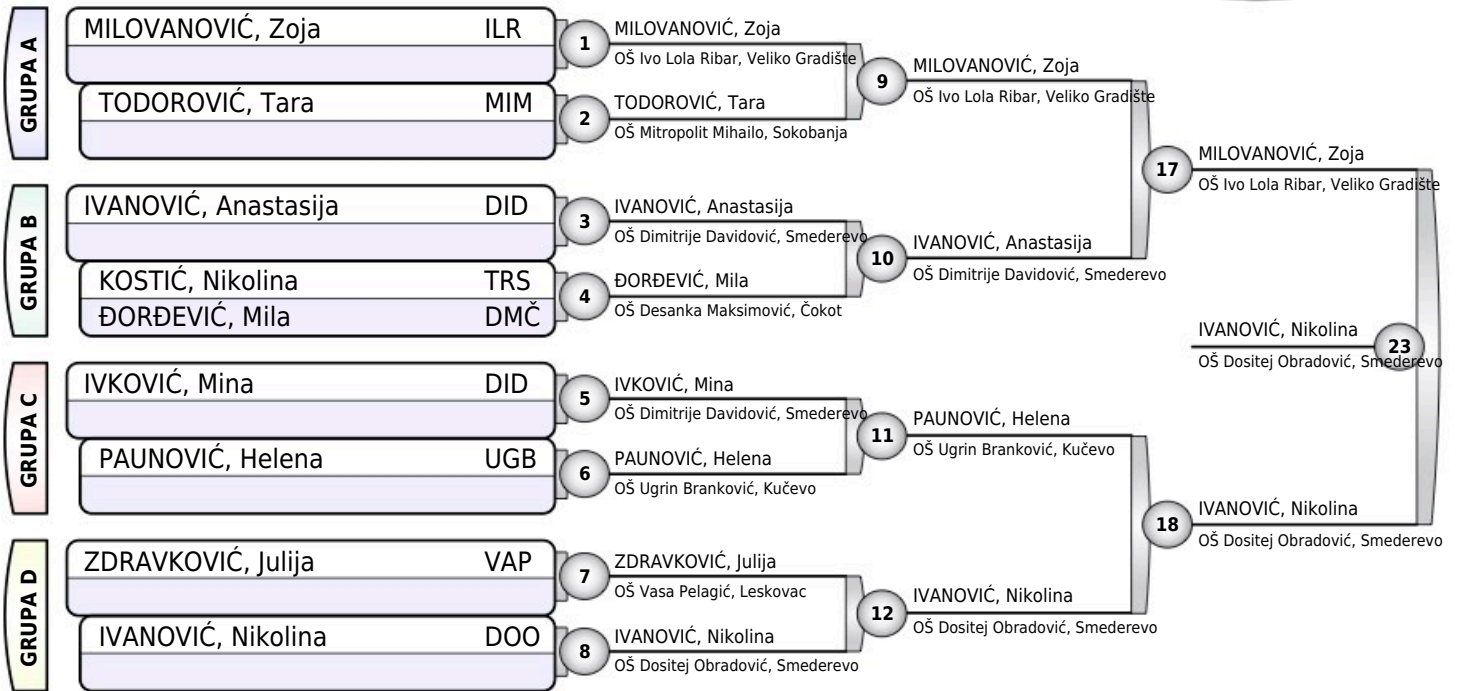 GRUPA A
MILOVANOVIĆ, Zoja ILR
TODOROVIĆ, Tara MIM
GRUPA B
IVANOVIĆ, Anastasija DID
KOSTIĆ, Nikolina TRS
ĐORĐEVIĆ, Mila DMČ
GRUPA C
IVKOVIĆ, Mina DID
PAUNOVIĆ, Helena UGB
GRUPA D
ZDRAVKOVIĆ, Julija VAP
IVANOVIĆ, Nikolina DOO
1
MILOVANOVIĆ, Zoja
OŠ Ivo Lola Ribar, Veliko Gradište
2
TODOROVIĆ, Tara
OŠ Mitropolit Mihailo, Sokobanja
3
IVANOVIĆ, Anastasija
OŠ Dimitrije Davidović, Smederevo
4
ĐORĐEVIĆ, Mila
OŠ Desanka Maksimović, Čokot
5
IVKOVIĆ, Mina
OŠ Dimitrije Davidović, Smederevo
6
PAUNOVIĆ, Helena
OŠ Ugrin Branković, Kučevo
7
ZDRAVKOVIĆ, Julija
OŠ Vasa Pelagić, Leskovac
8
IVANOVIĆ, Nikolina
OŠ Dositej Obradović, Smederevo
9
MILOVANOVIĆ, Zoja
OŠ Ivo Lola Ribar, Veliko Gradište
10
IVANOVIĆ, Anastasija
OŠ Dimitrije Davidović, Smederevo
11
PAUNOVIĆ, Helena
OŠ Ugrin Branković, Kučevo
12
IVANOVIĆ, Nikolina
OŠ Dositej Obradović, Smederevo
17
MILOVANOVIĆ, Zoja
OŠ Ivo Lola Ribar, Veliko Gradište
18
IVANOVIĆ, Nikolina
OŠ Dositej Obradović, Smederevo
23
IVANOVIĆ, Nikolina
OŠ Dositej Obradović, Smederevo